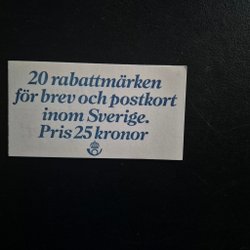 20 rabattmärken
för brev och postkort
inom Sverige.
Pris 25 kronor